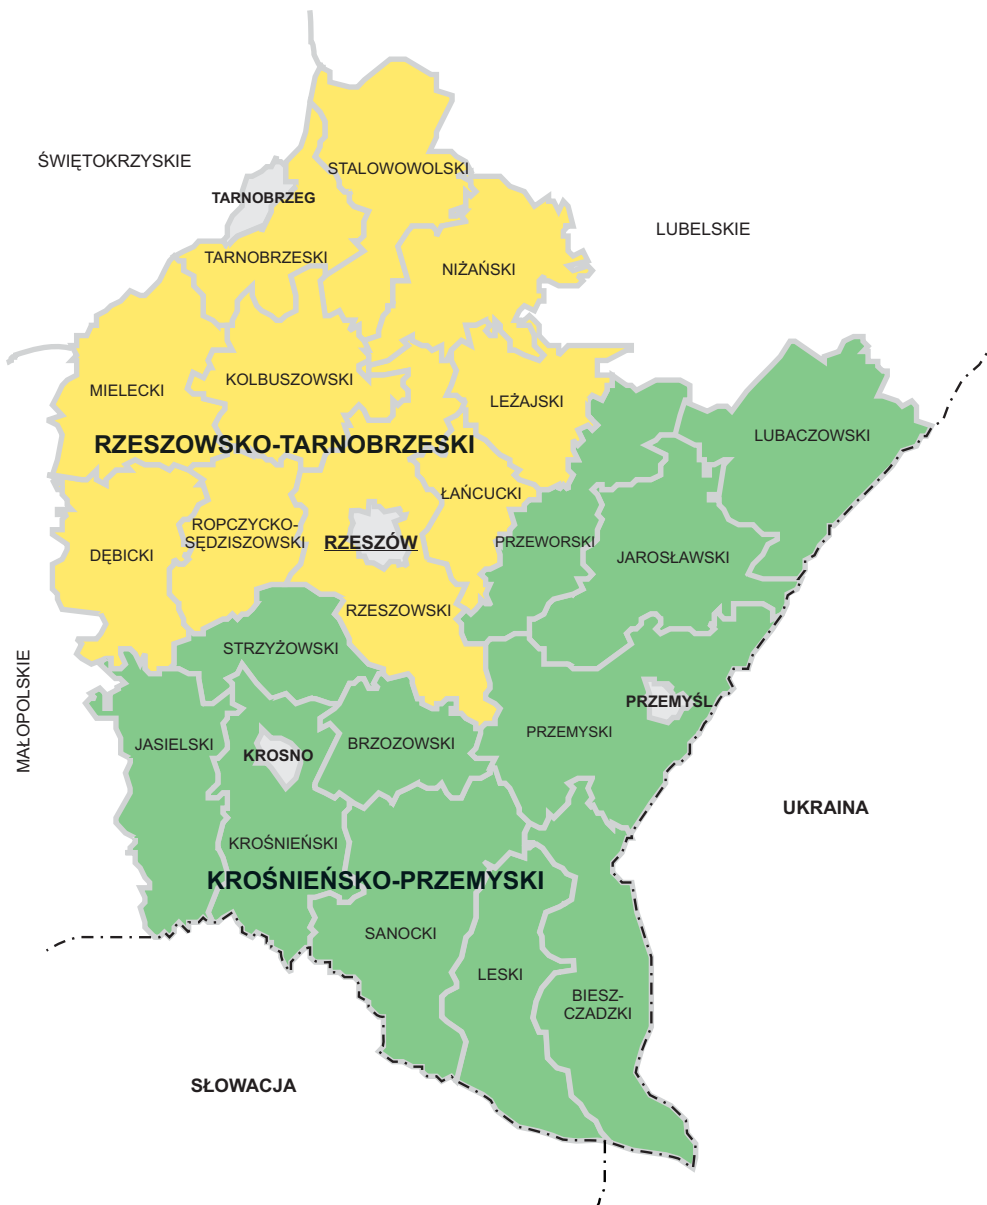 ŚWIĘTOKRZYSKIE
STALOWOWOLSKI
TARNOBRZEG
LUBELSKIE
TARNOBRZESKI
NIŻAŃSKI
KOLBUSZOWSKI
MIELECKI
LEŻAJSKI
LUBACZOWSKI
RZESZOWSKO-TARNOBRZESKI
ŁAŃCUCKI
ROPCZYCKO-
SĘDZISZOWSKI
RZESZÓW
PRZEWORSKI
DĘBICKI
JAROSŁAWSKI
RZESZOWSKI
STRZYŻOWSKI
MAŁOPOLSKIE
PRZEMYŚL
PRZEMYSKI
JASIELSKI
BRZOZOWSKI
KROSNO
UKRAINA
KROŚNIEŃSKI
KROŚNIEŃSKO-PRZEMYSKI
SANOCKI
LESKI
BIESZ-
CZADZKI
SŁOWACJA